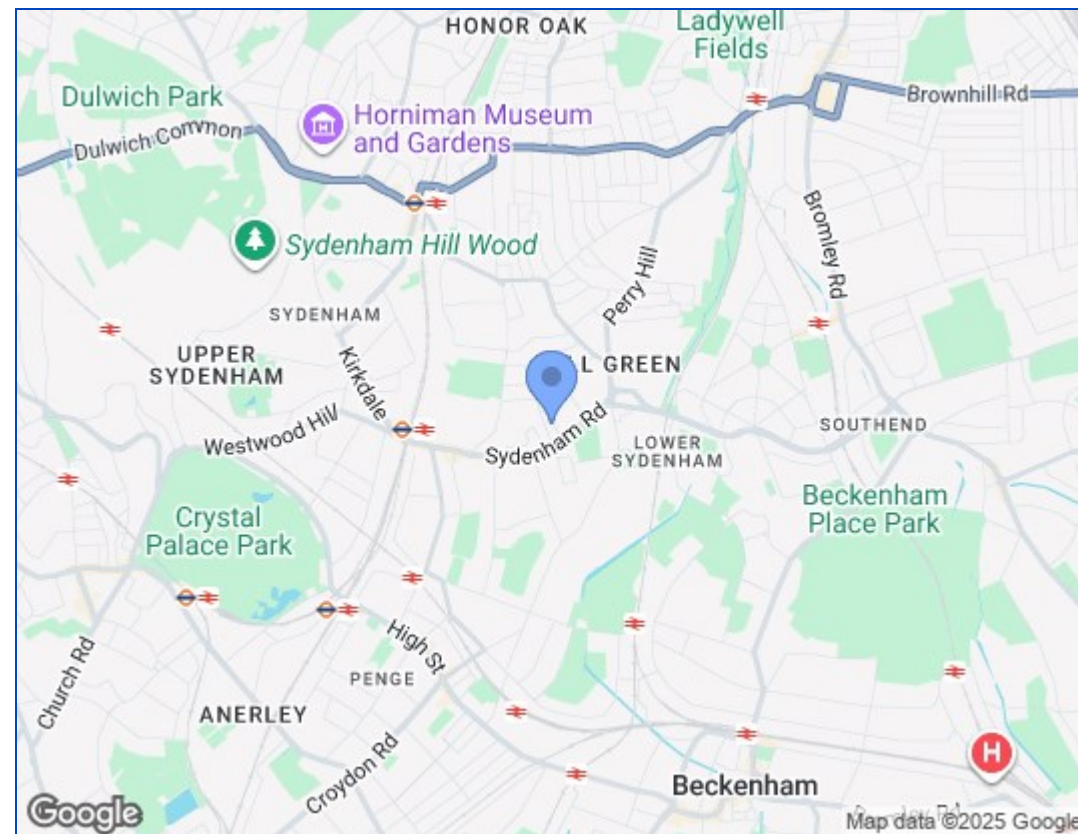 HONOR OAK
Ladywell
Fields
Dulwich Park
Brownhill Rd
Horniman Museum
and Gardens
Dulwich Common
Sydenham Hill Wood
Bromley Rd
Perry Hill
SYDENHAM
UPPER
SYDENHAM
Kirkdale
LL GREEN
Westwood Hill
Sydenham Rd
SOUTHEND
LOWER
SYDENHAM
Beckenham
Place Park
Crystal
Palace Park
High St
Church Rd
PENGE
ANERLEY
Croydon Rd
H
Beckenham
Google
Map data ©2025 Google